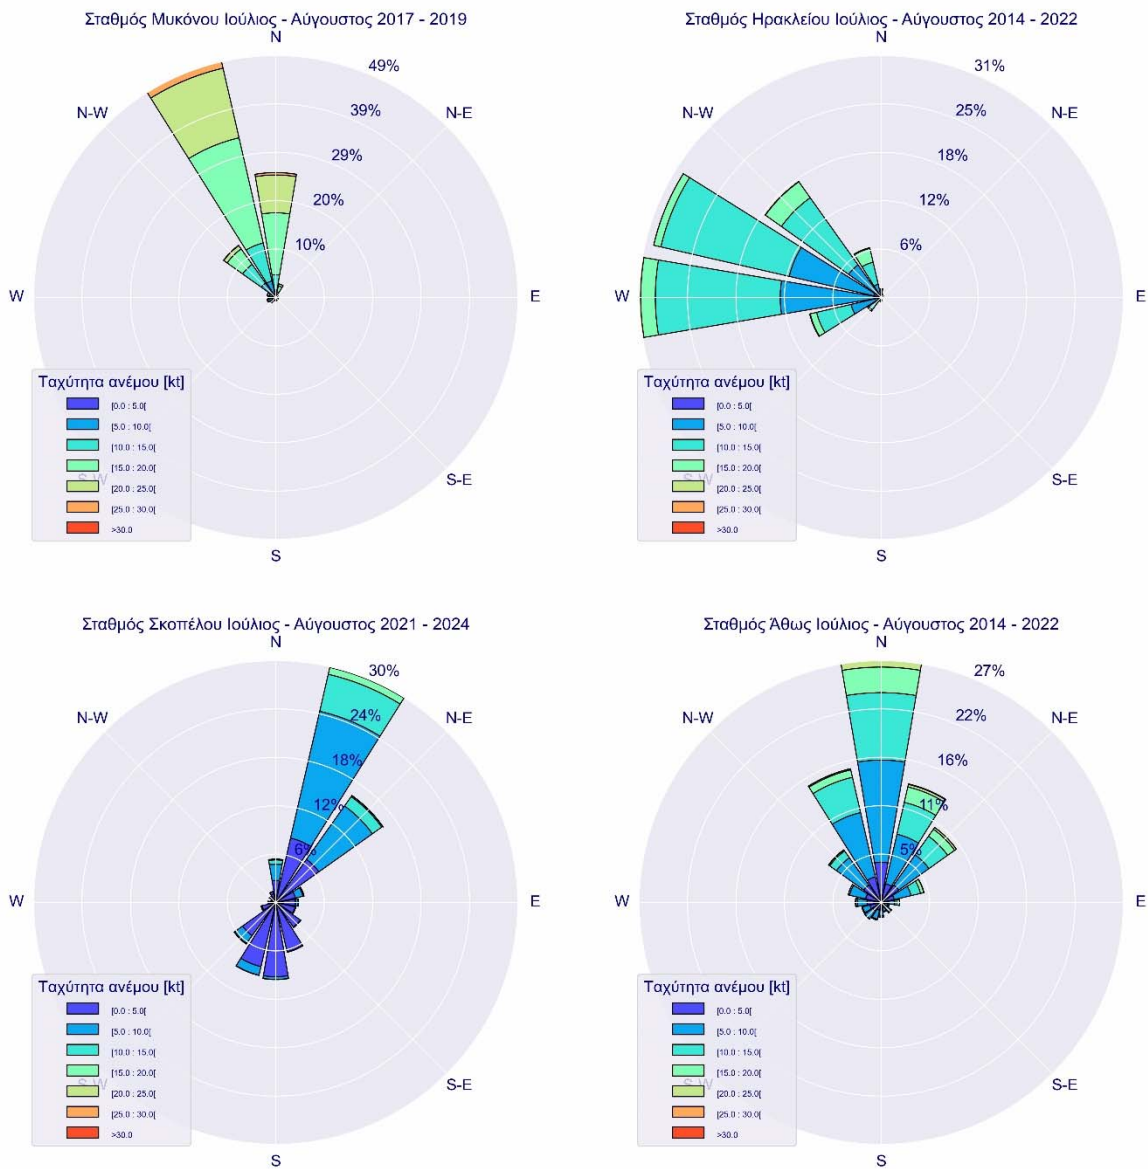 Σταθμός Μυκόνου Ιούλιος - Αύγουστος 2017 - 2019
N
49%
N-W
39%
N-E
29%
20%
10%
W
E
Ταχύτητα ανέμου [kt]
[0.0 : 5.0[
[5.0 : 10.0[
[10.0 : 15.0[
[15.0 : 20.0[
S-W
[20.0 : 25.0[
[25.0 : 30.0[
>30.0
S-E
S
Σταθμός Ηρακλείου Ιούλιος - Αύγουστος 2014 - 2022
N
31%
N-W
25%
N-E
18%
12%
6%
W
E
Ταχύτητα ανέμου [kt]
[0.0 : 5.0[
[5.0 : 10.0[
[10.0 : 15.0[
[15.0 : 20.0[
S-W
[20.0 : 25.0[
[25.0 : 30.0[
>30.0
S-E
S
Σταθμός Σκοπέλου Ιούλιος - Αύγουστος 2021 - 2024
N
30%
N-W
24%
N-E
18%
12%
6%
W
E
Ταχύτητα ανέμου [kt]
[0.0 : 5.0[
[5.0 : 10.0[
[10.0 : 15.0[
[15.0 : 20.0[
S-W
[20.0 : 25.0[
[25.0 : 30.0[
>30.0
S-E
S
Σταθμός Άθως Ιούλιος - Αύγουστος 2014 - 2022
N
27%
N-W
22%
N-E
16%
11%
5%
W
E
Ταχύτητα ανέμου [kt]
[0.0 : 5.0[
[5.0 : 10.0[
[10.0 : 15.0[
[15.0 : 20.0[
S-W
[20.0 : 25.0[
[25.0 : 30.0[
>30.0
S-E
S